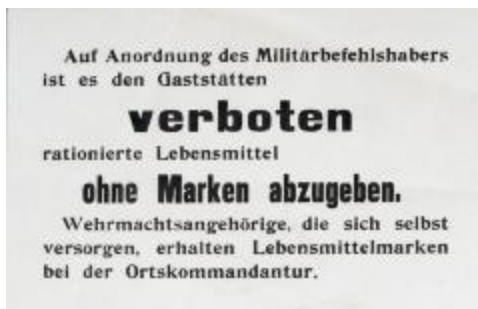 Auf Anordnung des Militärbefehlshabers
ist es den Gaststätten
verboten
rationierte Lebensmittel
ohne Marken abzugeben.
Wehrmachtsangehörige, die sich selbst
versorgen, erhalten Lebensmittelmarken
bei der Ortskommandantur.